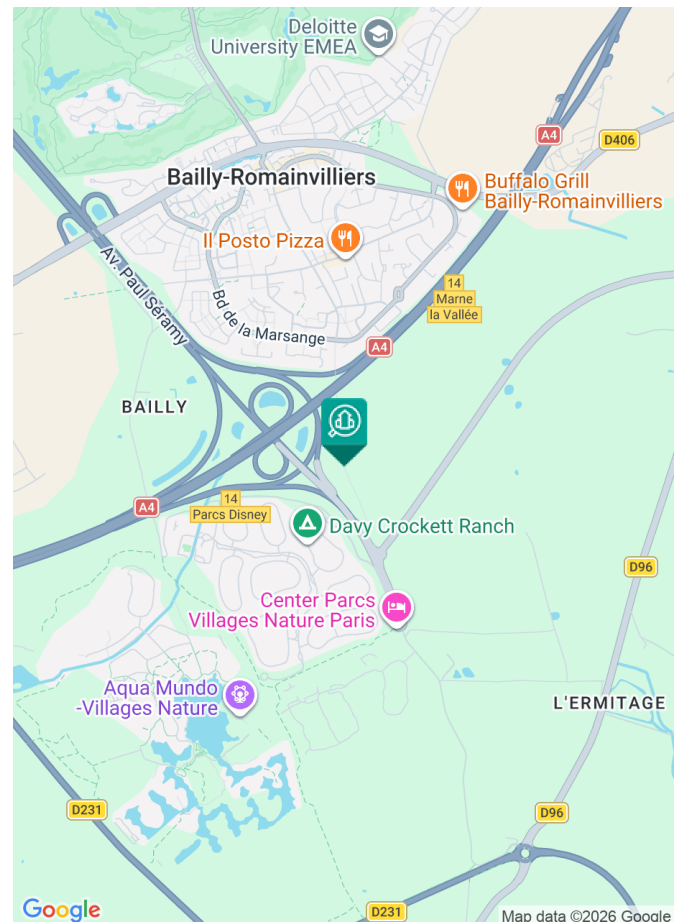 Deloitte
University EMEA
A4
D406
Bailly-Romainvilliers
Buffalo Grill
Bailly-Romainvilliers
Il Posto Pizza
Av. Paul Séramy
14
Marne
la Vallée
Bd de la Marsange
A4
BAILLY
14
Parcs Disney
A4
Davy Crockett Ranch
D96
Center Parcs
Villages Nature Paris
Aqua Mundo
-Villages Nature
L'ERMITAGE
D231
D96
Google
D231
Map data ©2026 Google